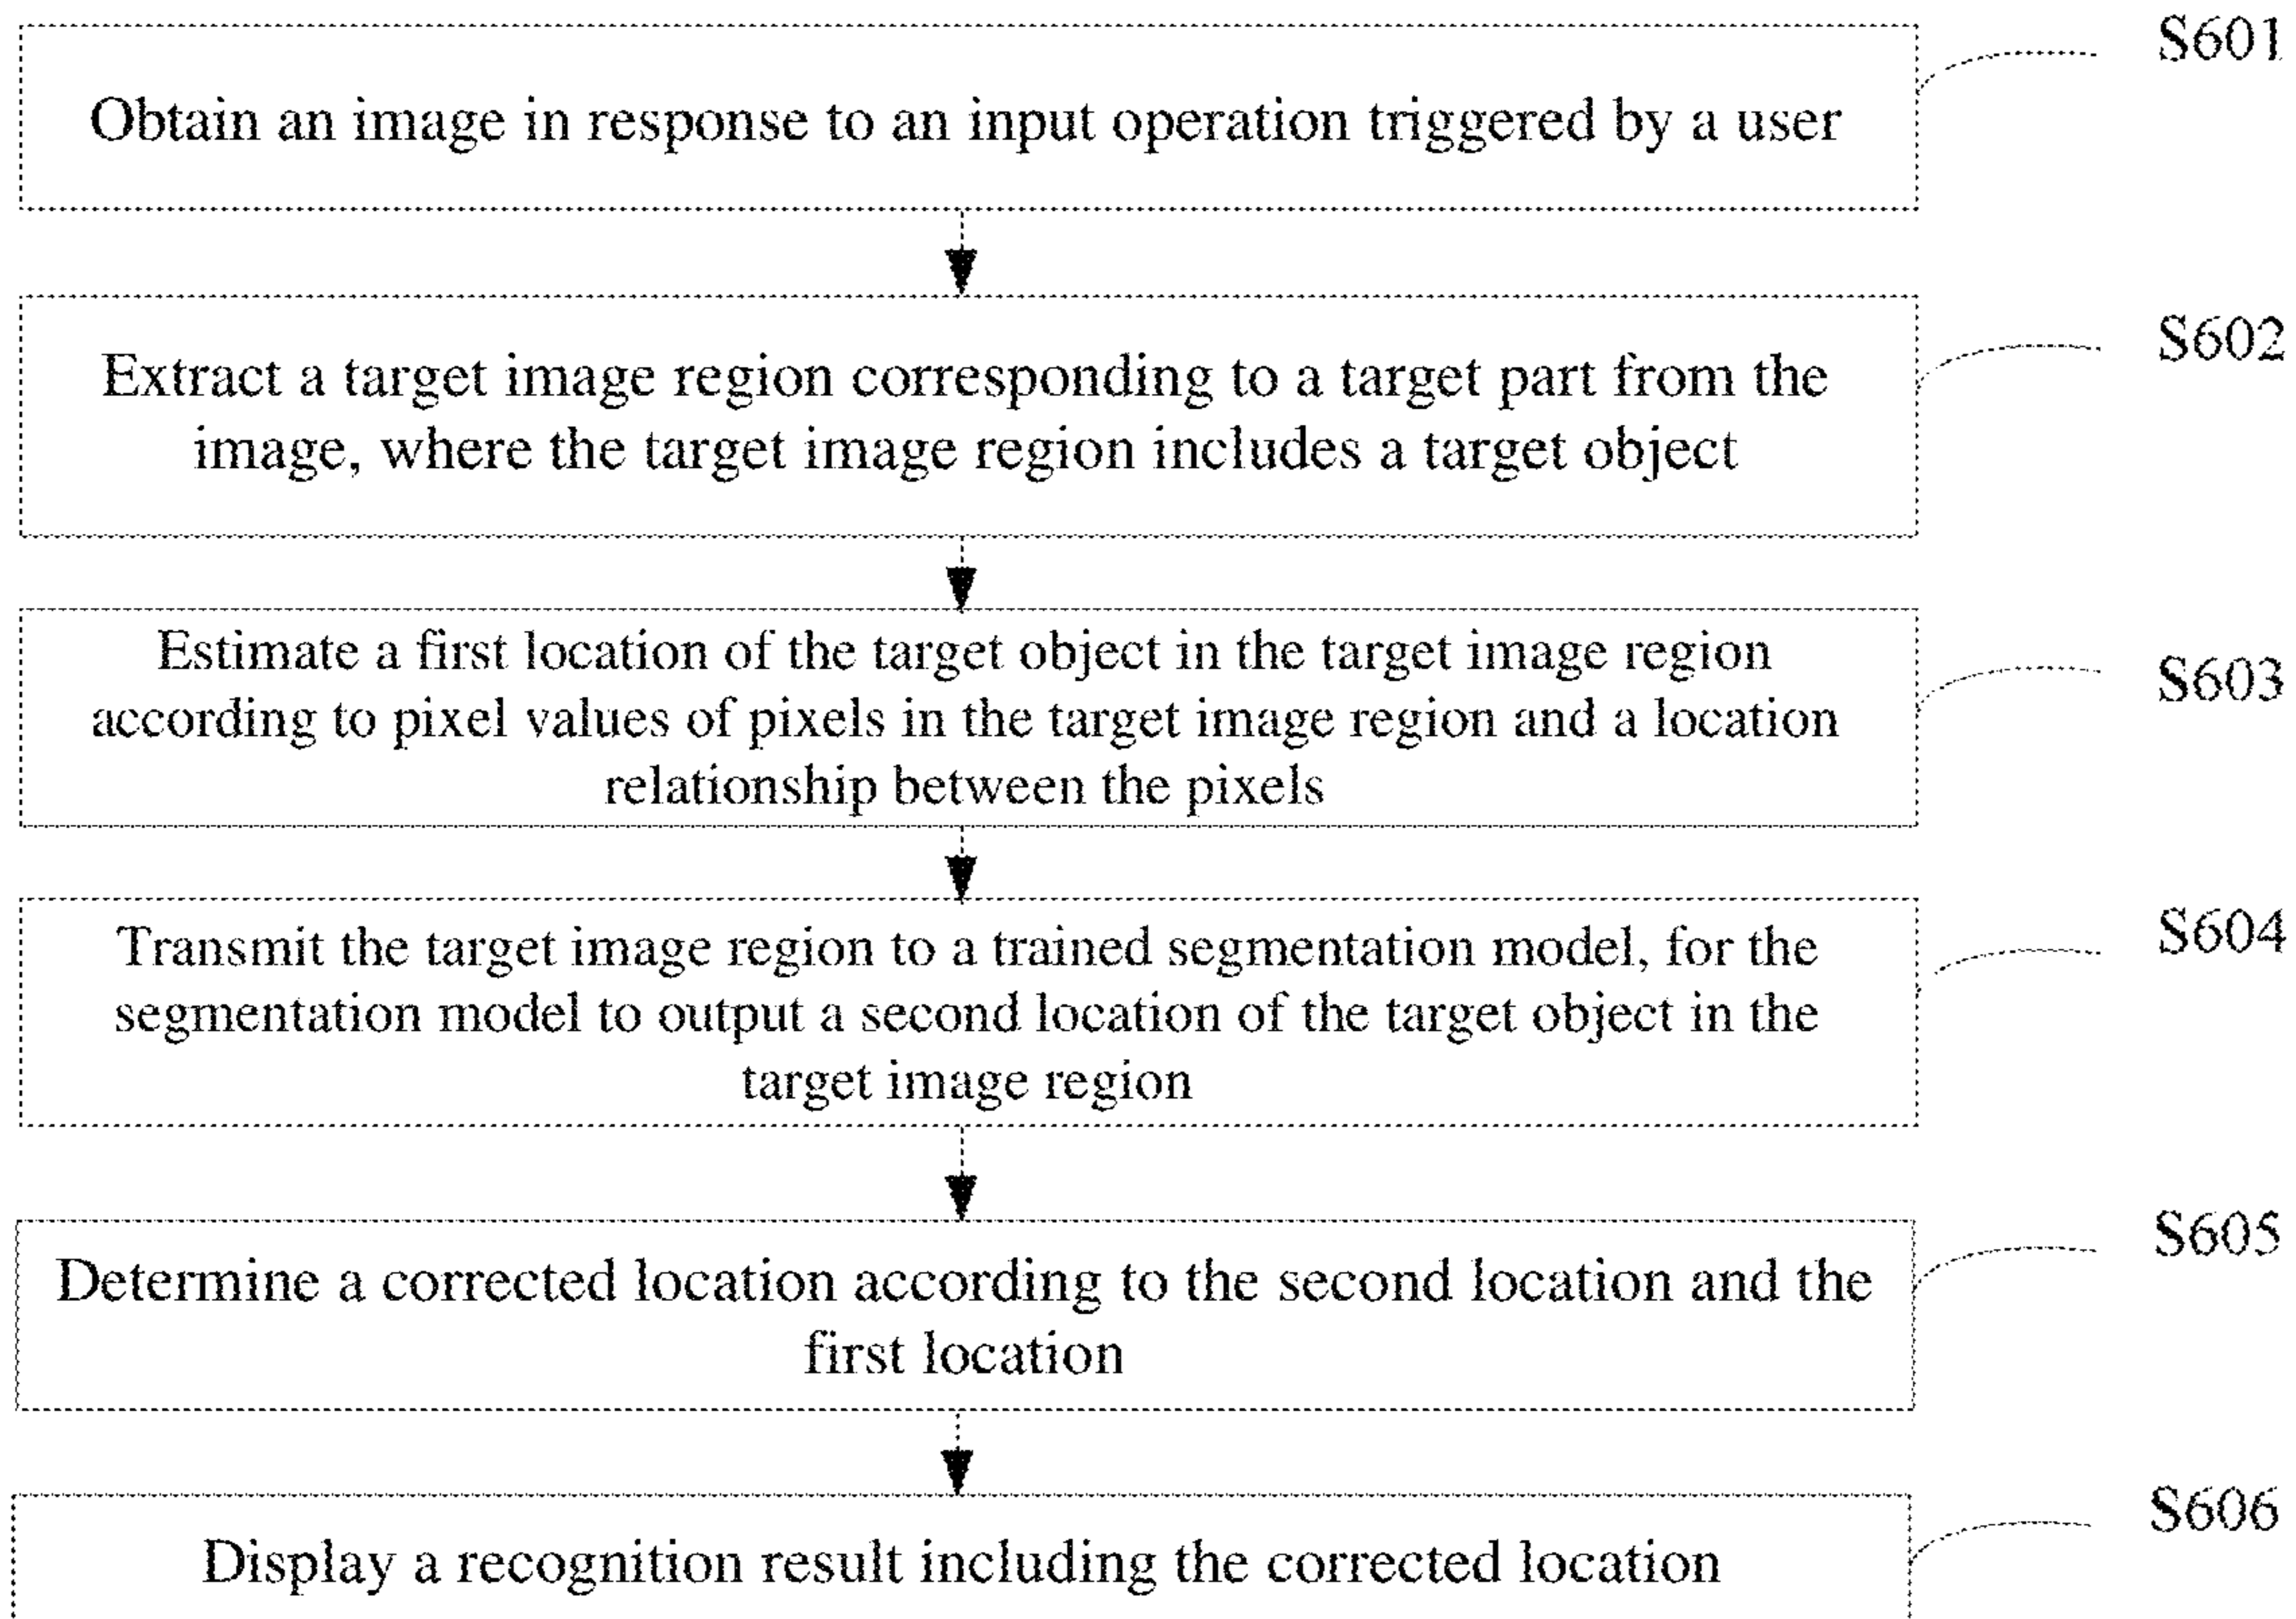 S601
Obtain an image in response to an input operation triggered by a user
S602
Extract a target image region corresponding to a target part from the
image, where the target image region includes a target object
S603
Estimate a first location of the target object in the target image region
according to pixel values of pixels in the target image region and a location
relationship between the pixels
S604
Transmit the target image region to a trained segmentation model, for the
segmentation model to output a second location of the target object in the
target image region
S605
Determine a corrected location according to the second location and the
first location
S606
Display a recognition result including the corrected location